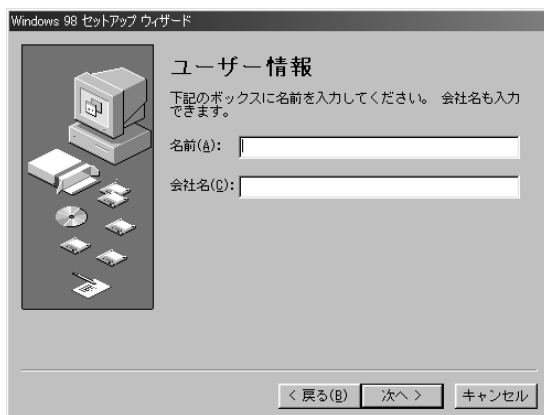 Windows 98 セットアップ ウィザード
ユーザー情報
下記のボックスに名前を入力してください。 会社名も入力
できます。
名前(A):
会社名(C):
< 戻る(B)
次へ >
キャンセル